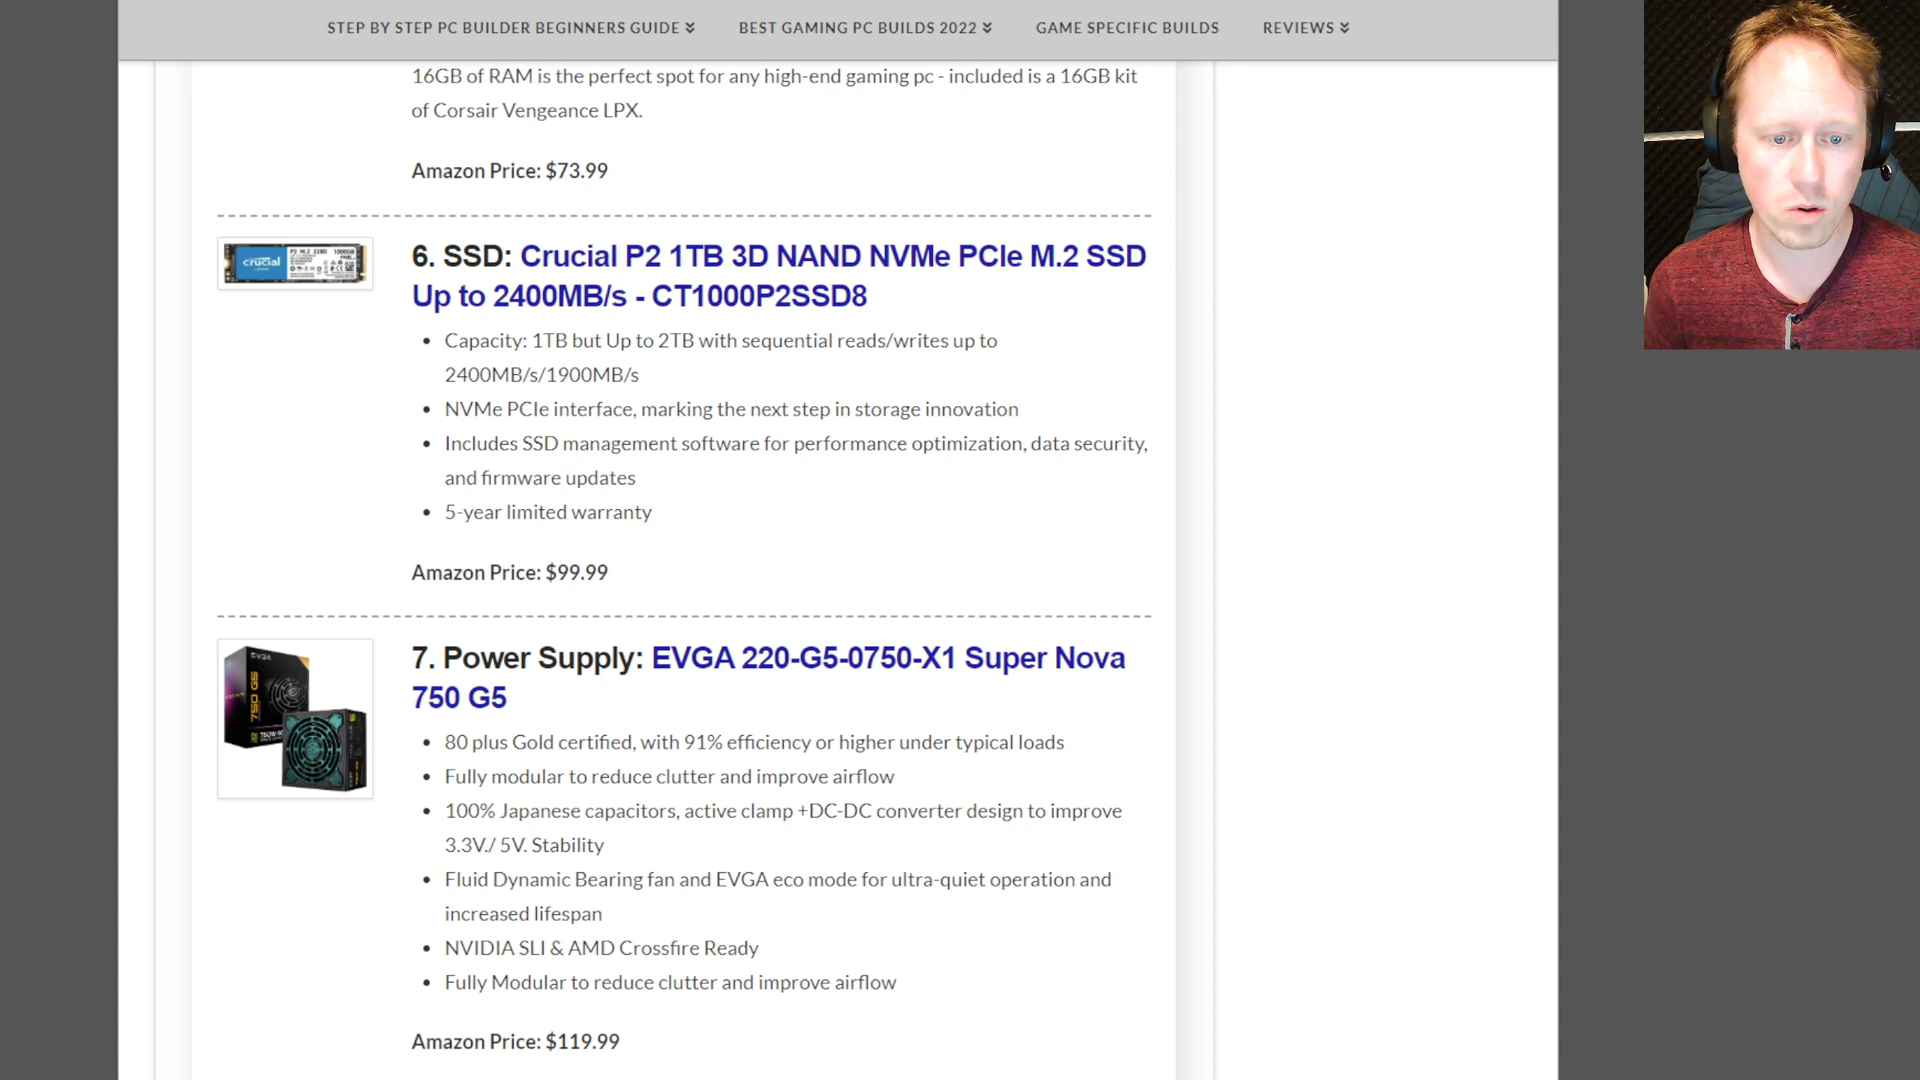 STEP BY STEP PC BUILDER BEGINNERS GUIDE
BEST GAMING PC BUILDS 2022
GAME SPECIFIC BUILDS
REVIEWS
16GB of RAM is the perfect spot for any high-end gaming pc - included is a 16GB kit
of Corsair Vengeance LPX.
Amazon Price: $73.99
crucial
6. SSD: Crucial P2 1TB 3D NAND NVMe PCIe M.2 SSD
Up to 2400MB/s - CT1000P2SSD8
• Capacity: 1TB but Up to 2TB with sequential reads/writes up to
2400MB/s/1900MB/s
• NVMe PCIe interface, marking the next step in storage innovation
• Includes SSD management software for performance optimization, data security,
and firmware updates
• 5-year limited warranty
Amazon Price: $99.99
EVGA
750 G5
7. Power Supply: EVGA 220-G5-0750-X1 Super Nova
750 G5
• 80 plus Gold certified, with 91% efficiency or higher under typical loads
• Fully modular to reduce clutter and improve airflow
• 100% Japanese capacitors, active clamp +DC-DC converter design to improve
3.3V./ 5V. Stability
• Fluid Dynamic Bearing fan and EVGA eco mode for ultra-quiet operation and
increased lifespan
• NVIDIA SLI & AMD Crossfire Ready
• Fully Modular to reduce clutter and improve airflow
Amazon Price: $119.99